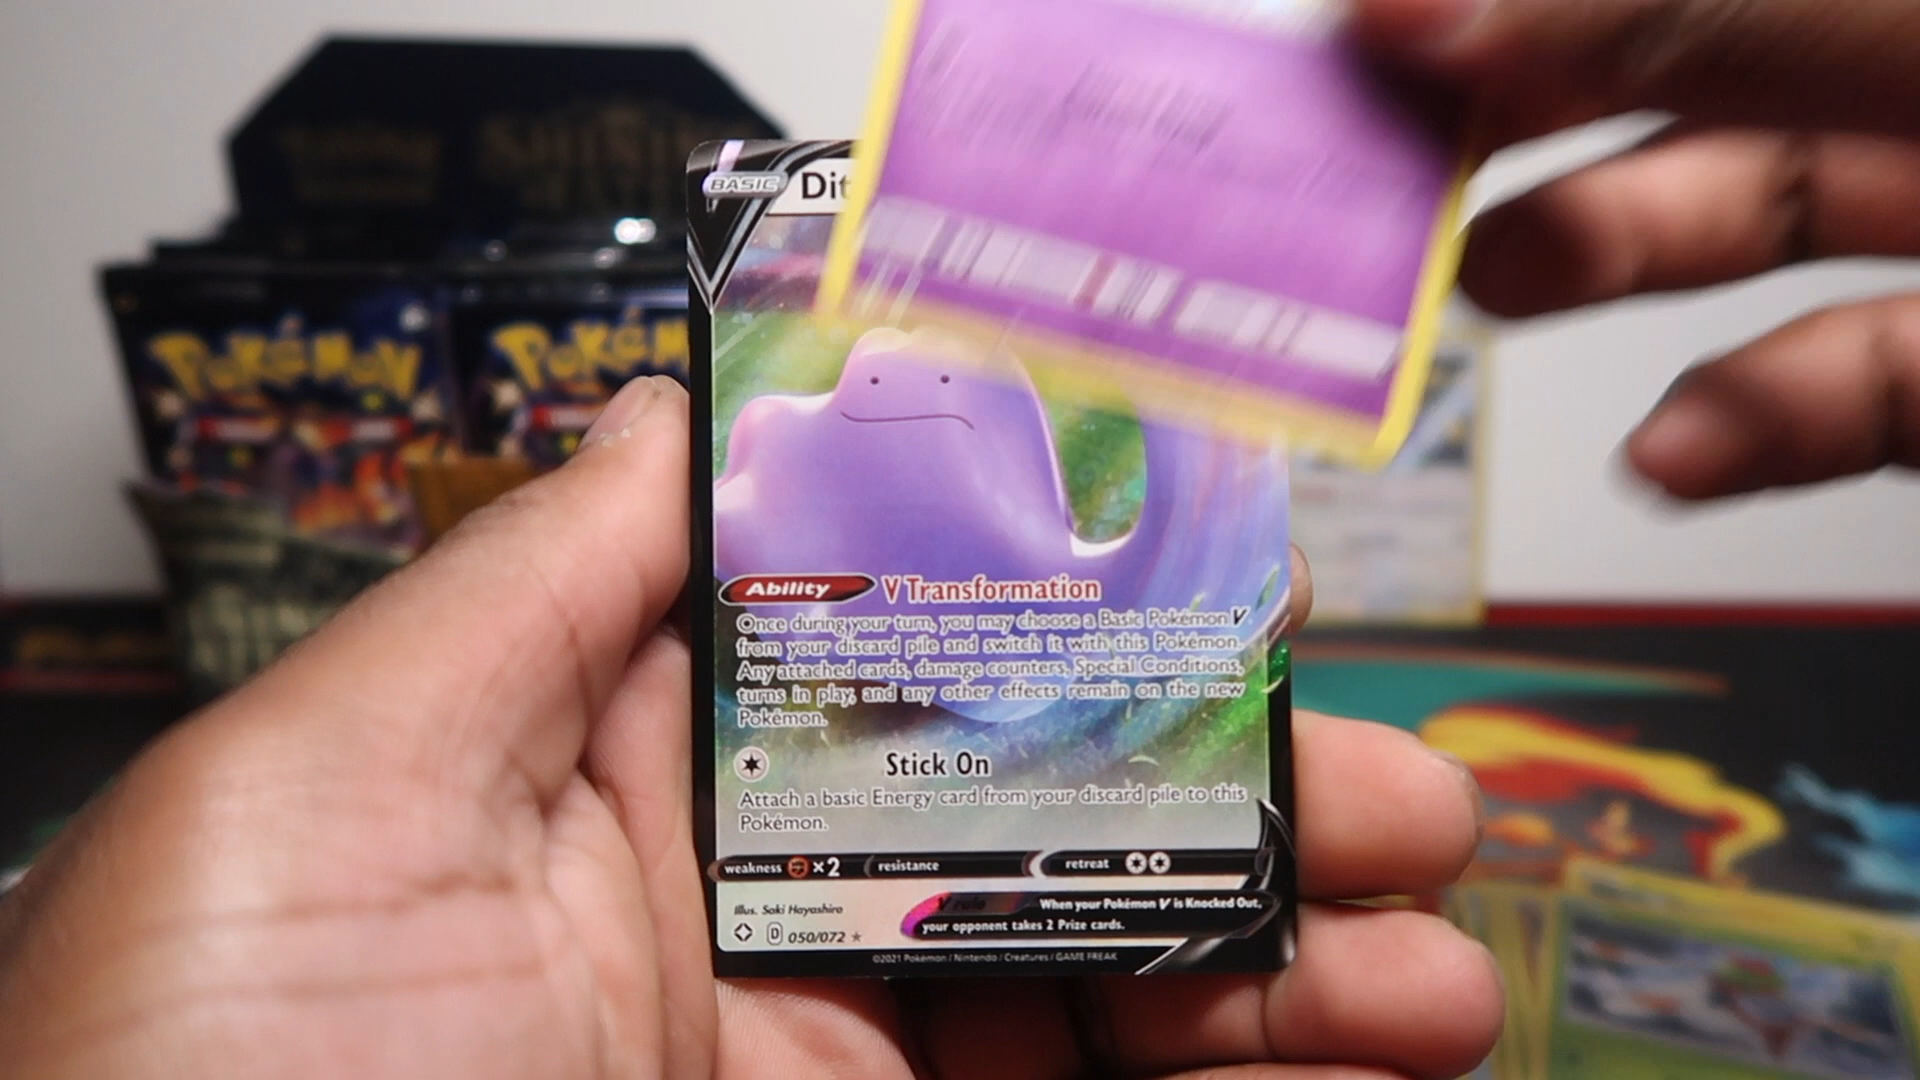 POKéMON
POKéM
BASIC
Dit
Ability V Transformation
Once during your turn, you may choose a Basic Pokémon V
from your discard pile and switch it with this Pokémon.
Any attached cards, damage counters, Special Conditions,
turns in play, and any other effects remain on the new
Pokémon.
Stick On
Attach a basic Energy card from your discard pile to this
Pokémon.
weakness ×2 resistance retreat
Illus. Saki Hayashiro
D 050/072
V rule When your Pokémon V is Knocked Out,
your opponent takes 2 Prize cards.
©2021 Pokémon / Nintendo / Creatures / GAME FREAK